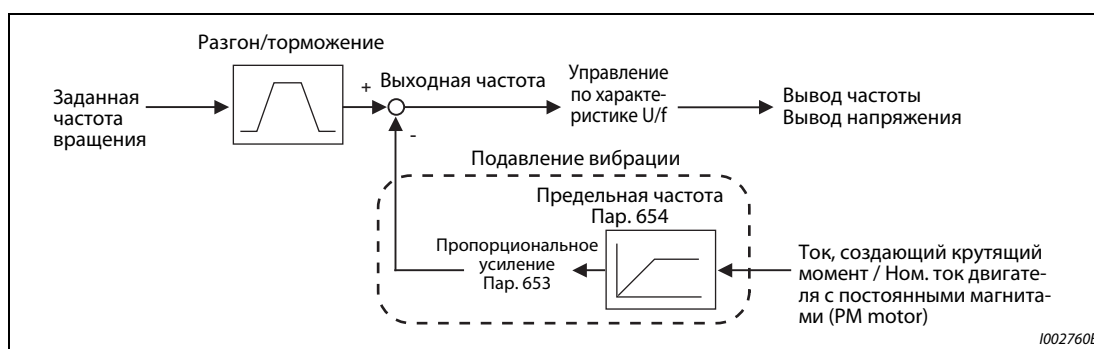 Разгон/торможение
Заданная
частота
вращения
+
-
Выходная частота
Управление
по характе-
ристике U/f
Вывод частоты
Вывод напряжения
Подавление вибрации
Предельная частота
Пар. 654
Пропорциональное
усиление
Пар. 653
Ток, создающий крутящий
момент / Ном. ток двигате-
ля с постоянными магнита-
ми (PM motor)
I002760E